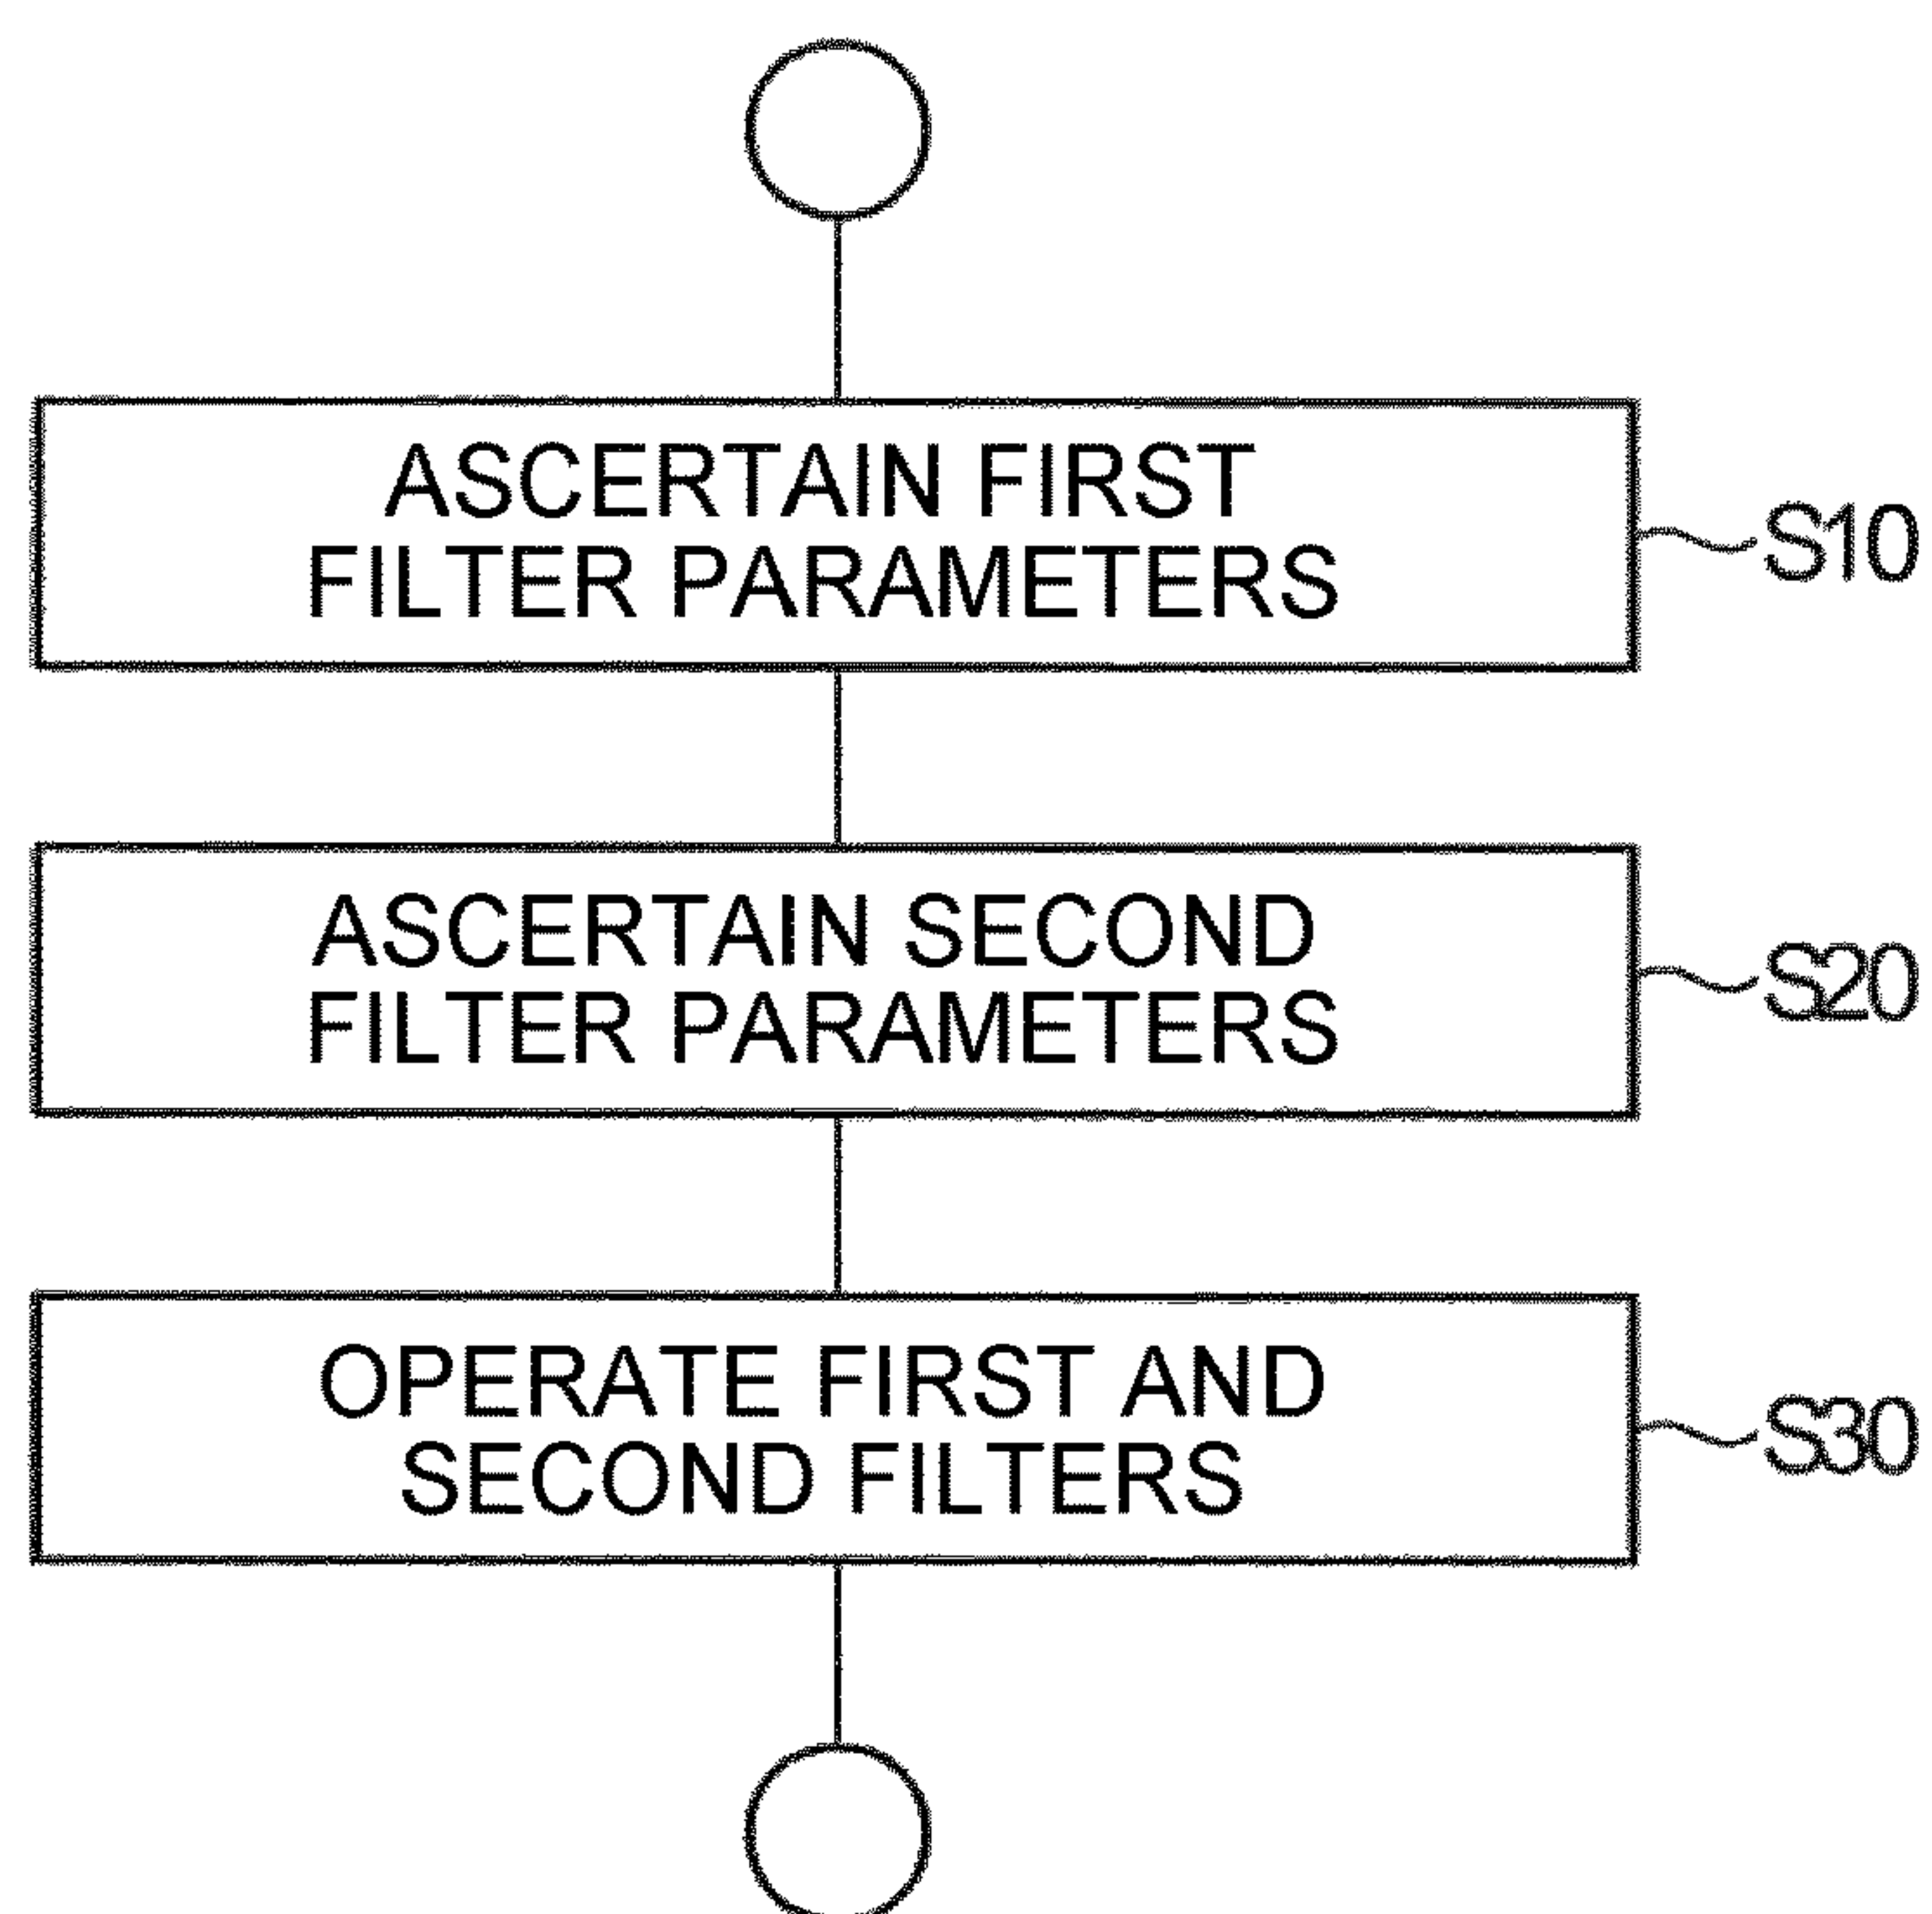 ASCERTAIN FIRST
FILTER PARAMETERS
S10
ASCERTAIN SECOND
FILTER PARAMETERS
S20
OPERATE FIRST AND
SECOND FILTERS
S30